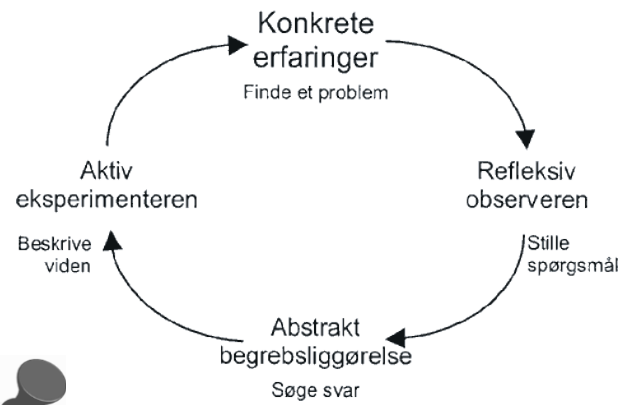 Konkrete
erfaringer
Finde et problem
Refleksiv
observeren
Stille
spørgsmål
Abstrakt
begrebsliggørelse
Søge svar
Aktiv
eksperimenteren
Beskrive
viden